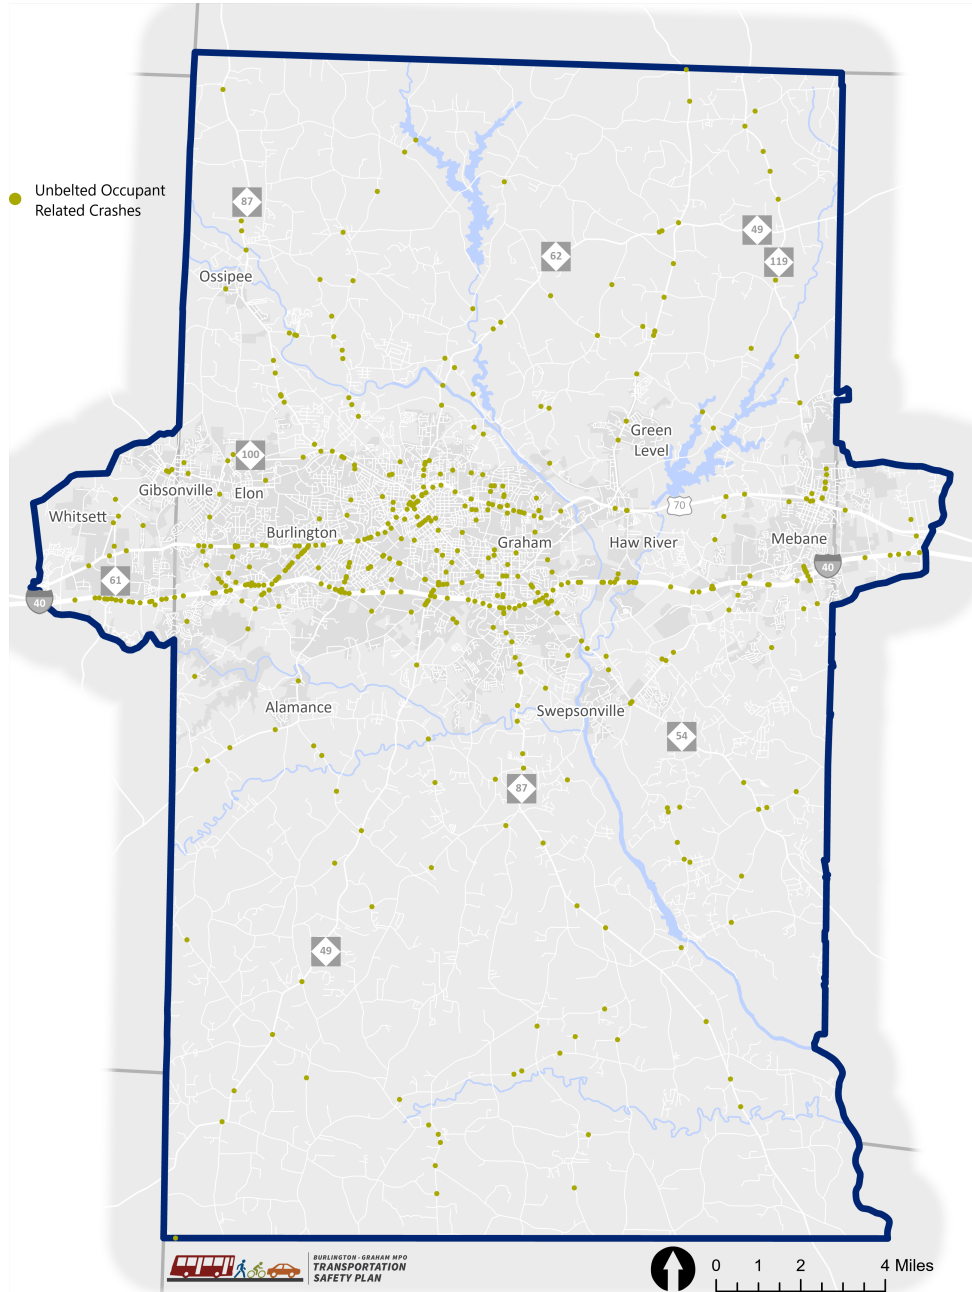 Unbelted Occupant
Related Crashes
87
49
62
119
Ossipee
Green
Level
100
Gibsonville
Elon
70
Whitsett
Burlington
Graham
Haw River
Mebane
40
61
40
Alamance
Swepsonville
54
87
49
BURLINGTON - GRAHAM MPO
TRANSPORTATION
SAFETY PLAN
0 1 2 4 Miles